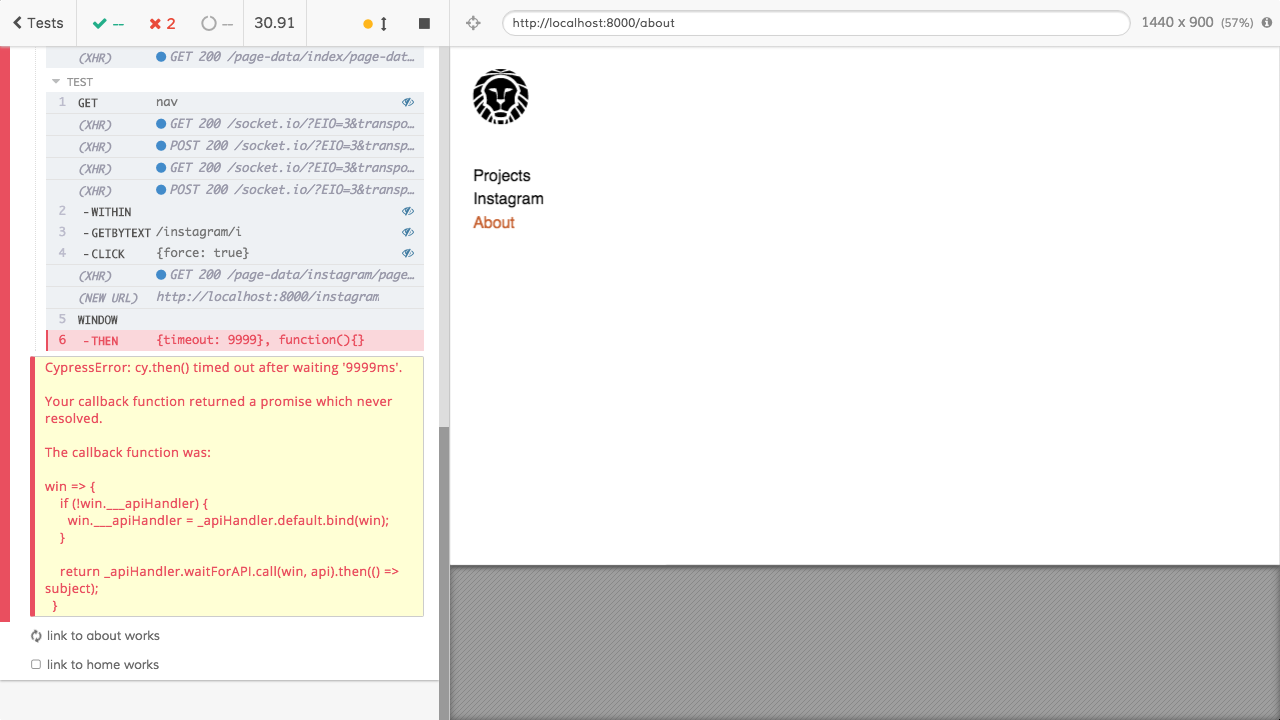 Tests
--
2
--
30.91
http://localhost:8000/about
1440 x 900 (57%)
(XHR) GET 200 /page-data/index/page-dat...
TEST
1 GET nav
(XHR) GET 200 /socket.io/?EIO=3&transpo...
(XHR) POST 200 /socket.io/?EIO=3&transp...
(XHR) GET 200 /socket.io/?EIO=3&transpo...
(XHR) POST 200 /socket.io/?EIO=3&transp...
2 -WITHIN
3 -GETBYTEXT /instagram/i
4 -CLICK {force: true}
(XHR) GET 200 /page-data/instagram/page...
(NEW URL) http://localhost:8000/instagram
5 WINDOW
6 -THEN {timeout: 9999}, function(){}
CypressError: cy.then() timed out after waiting '9999ms'.
Your callback function returned a promise which never
resolved.
The callback function was:
win => {
if (!win.___apiHandler) {
win.___apiHandler = _apiHandler.default.bind(win);
}
return _apiHandler.waitForAPI.call(win, api).then(() =>
subject);
}
link to about works
link to home works
Projects
Instagram
About